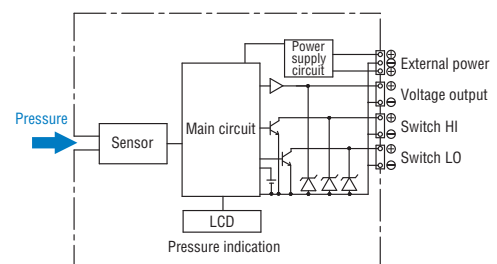 Power
supply
circuit
⊕
⊖
⊕
External power
⊕
⊖
Voltage output
Pressure
Sensor
Main circuit
⊕
⊖
Switch HI
⊕
⊖
Switch LO
LCD
Pressure indication